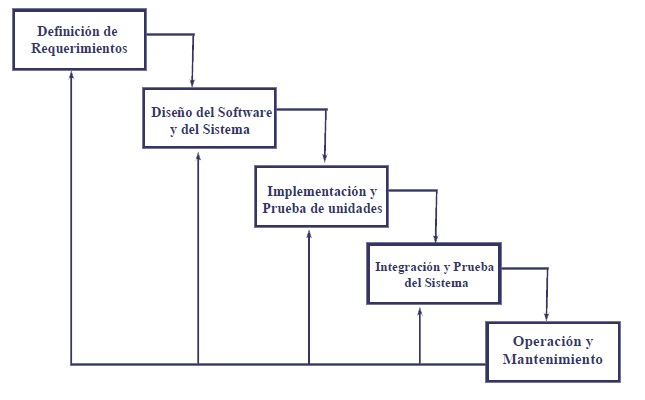 Definición de
Requerimientos
Diseño del Software
y del Sistema
Implementación y
Prueba de unidades
Integración y Prueba
del Sistema
Operación y
Mantenimiento